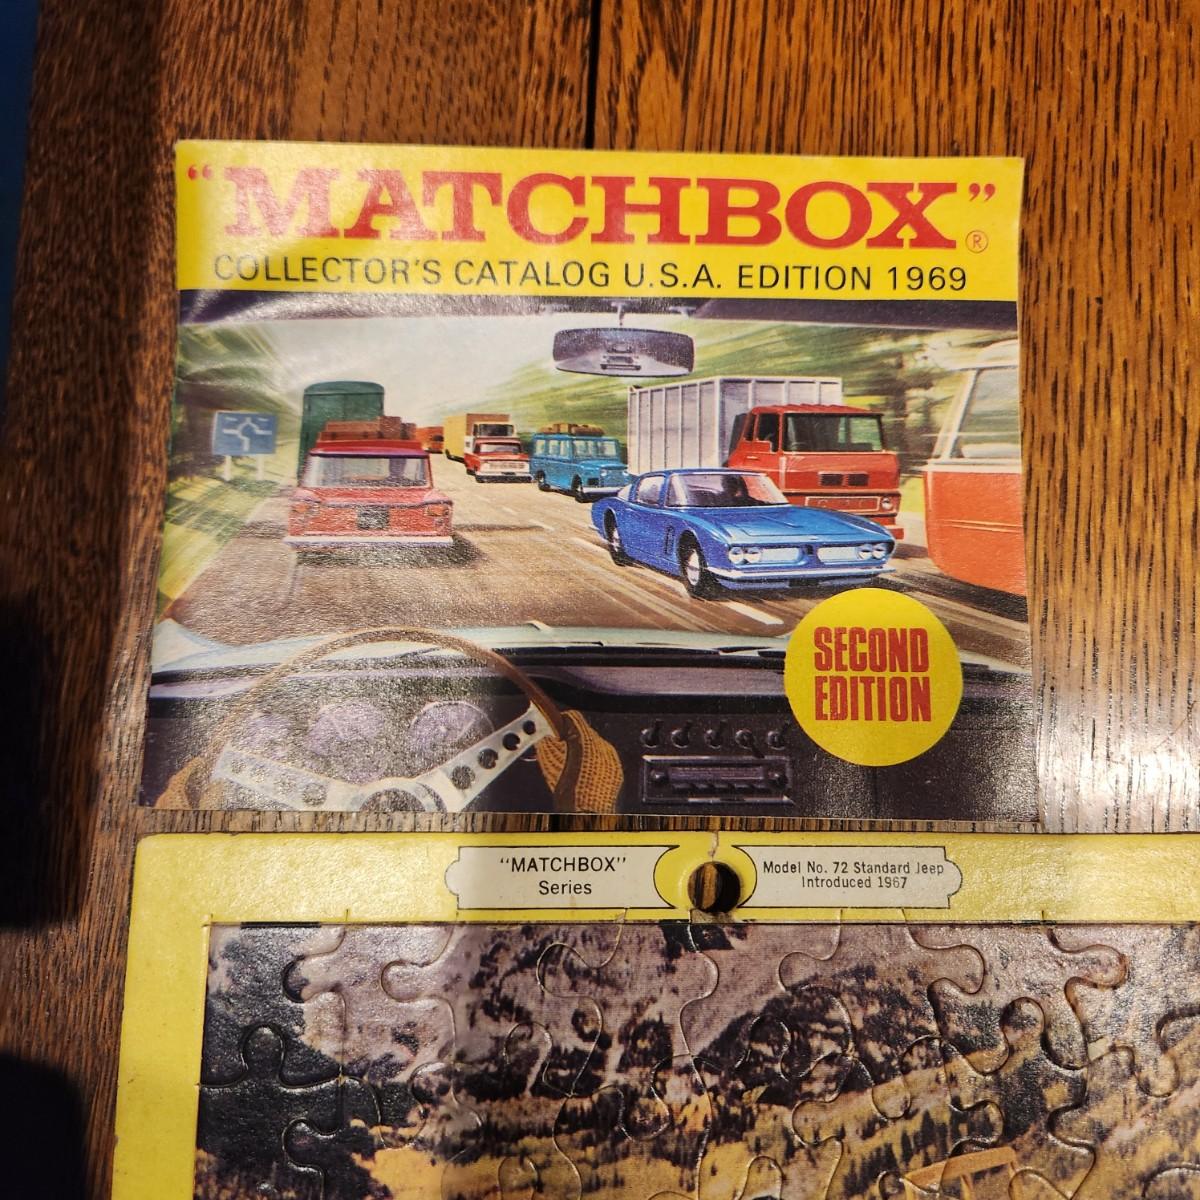 "MATCHBOX"®
COLLECTOR'S CATALOG U.S.A. EDITION 1969
SECOND
EDITION
"MATCHBOX"
Series
Model No. 72 Standard Jeep
Introduced 1967